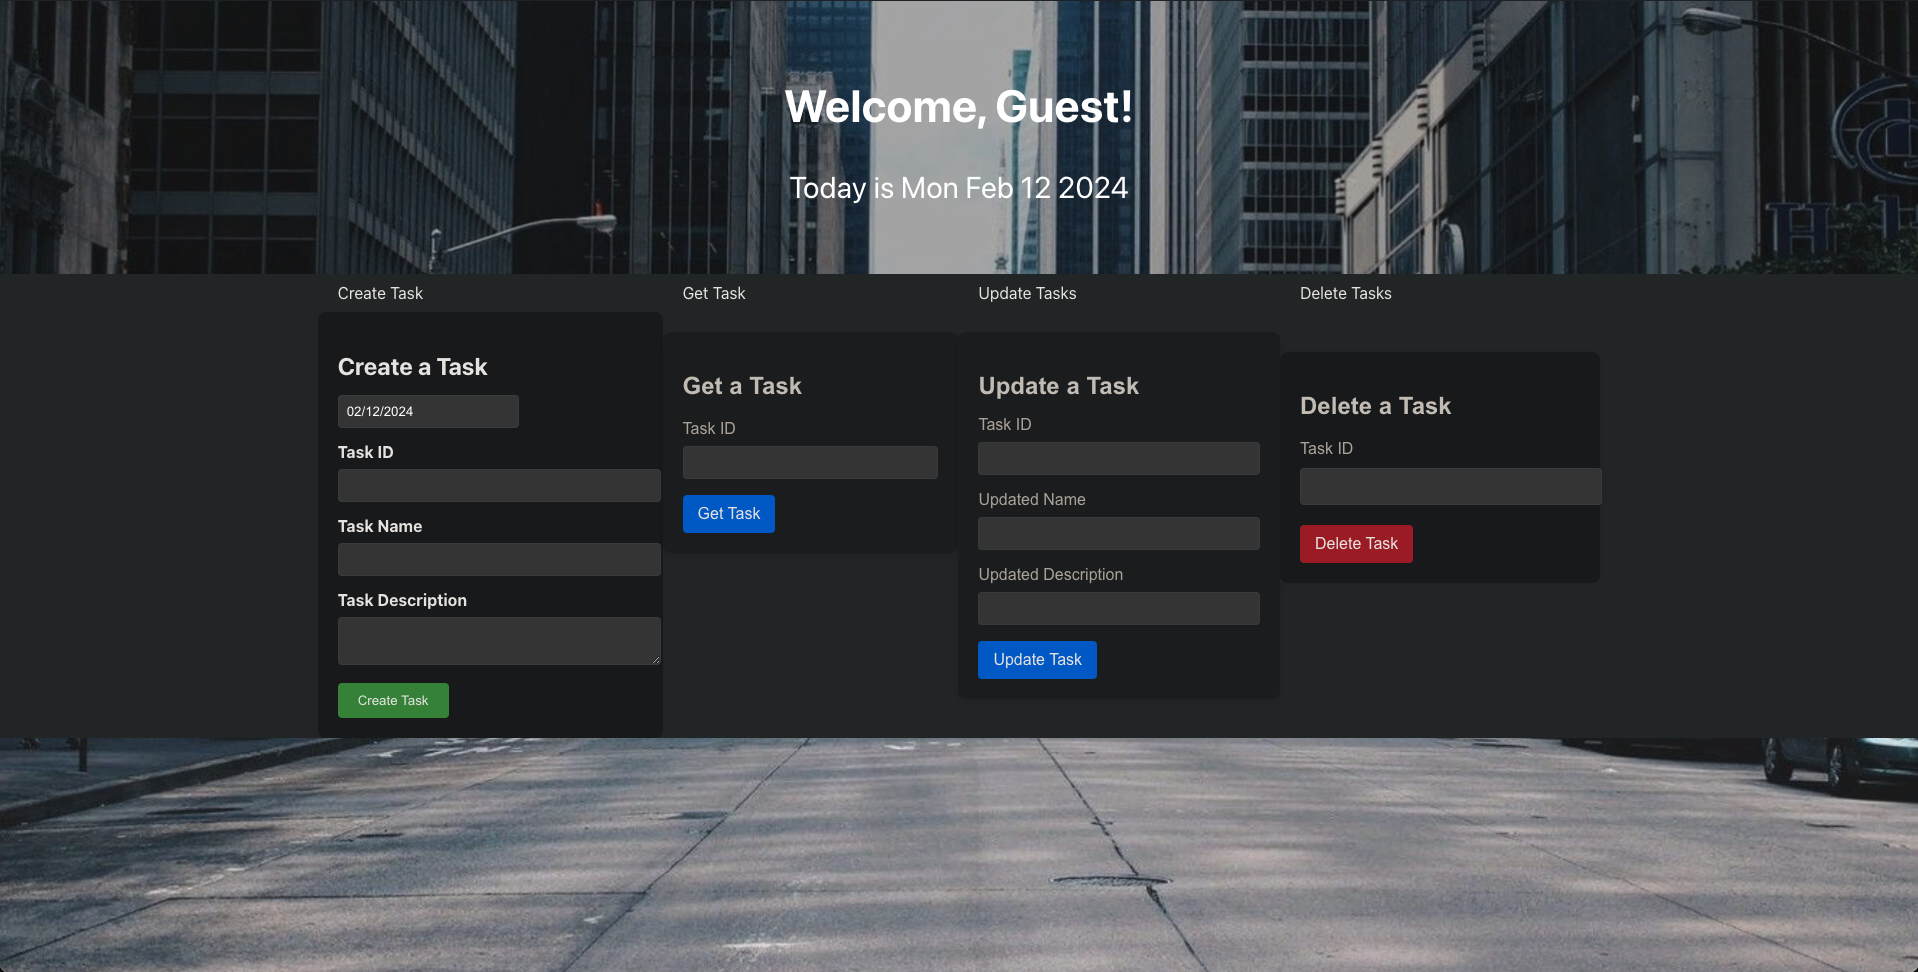 Welcome, Guest!
Today is Mon Feb 12 2024
Create Task
Get Task
Update Tasks
Delete Tasks
Create a Task
02/12/2024
Task ID
Task Name
Task Description
Create Task
Get a Task
Task ID
Get Task
Update a Task
Task ID
Updated Name
Updated Description
Update Task
Delete a Task
Task ID
Delete Task